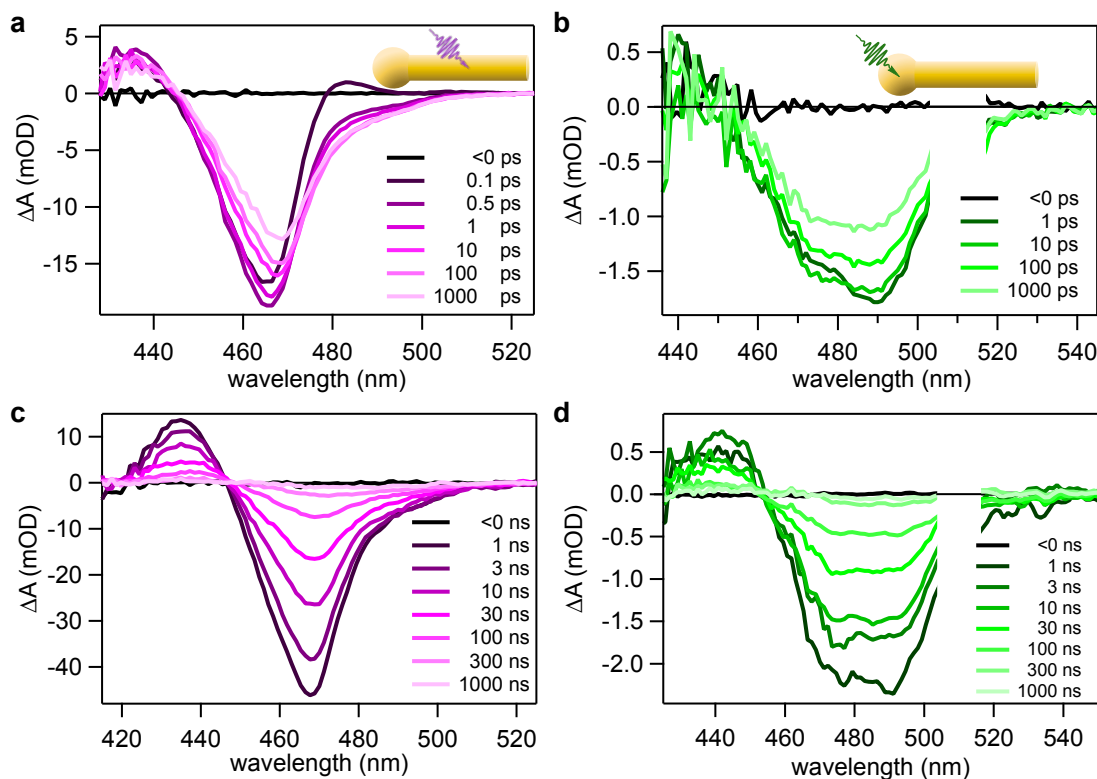 a
5
0
-5
-10
-15
ΔA (mOD)
<0 ps
0.1 ps
0.5 ps
1 ps
10 ps
100 ps
1000 ps
440 460 480 500 520
wavelength (nm)
b
0.5
0.0
-0.5
-1.0
-1.5
ΔA (mOD)
<0 ps
1 ps
10 ps
100 ps
1000 ps
440 460 480 500 520 540
wavelength (nm)
c
10
0
-10
-20
-40
ΔA (mOD)
<0 ns
1 ns
3 ns
10 ns
30 ns
100 ns
300 ns
1000 ns
420 440 460 480 500 520
wavelength (nm)
d
0.5
0.0
-0.5
-1.0
-1.5
-2.0
ΔA (mOD)
<0 ns
1 ns
3 ns
10 ns
30 ns
100 ns
300 ns
1000 ns
440 460 480 500 520 540
wavelength (nm)